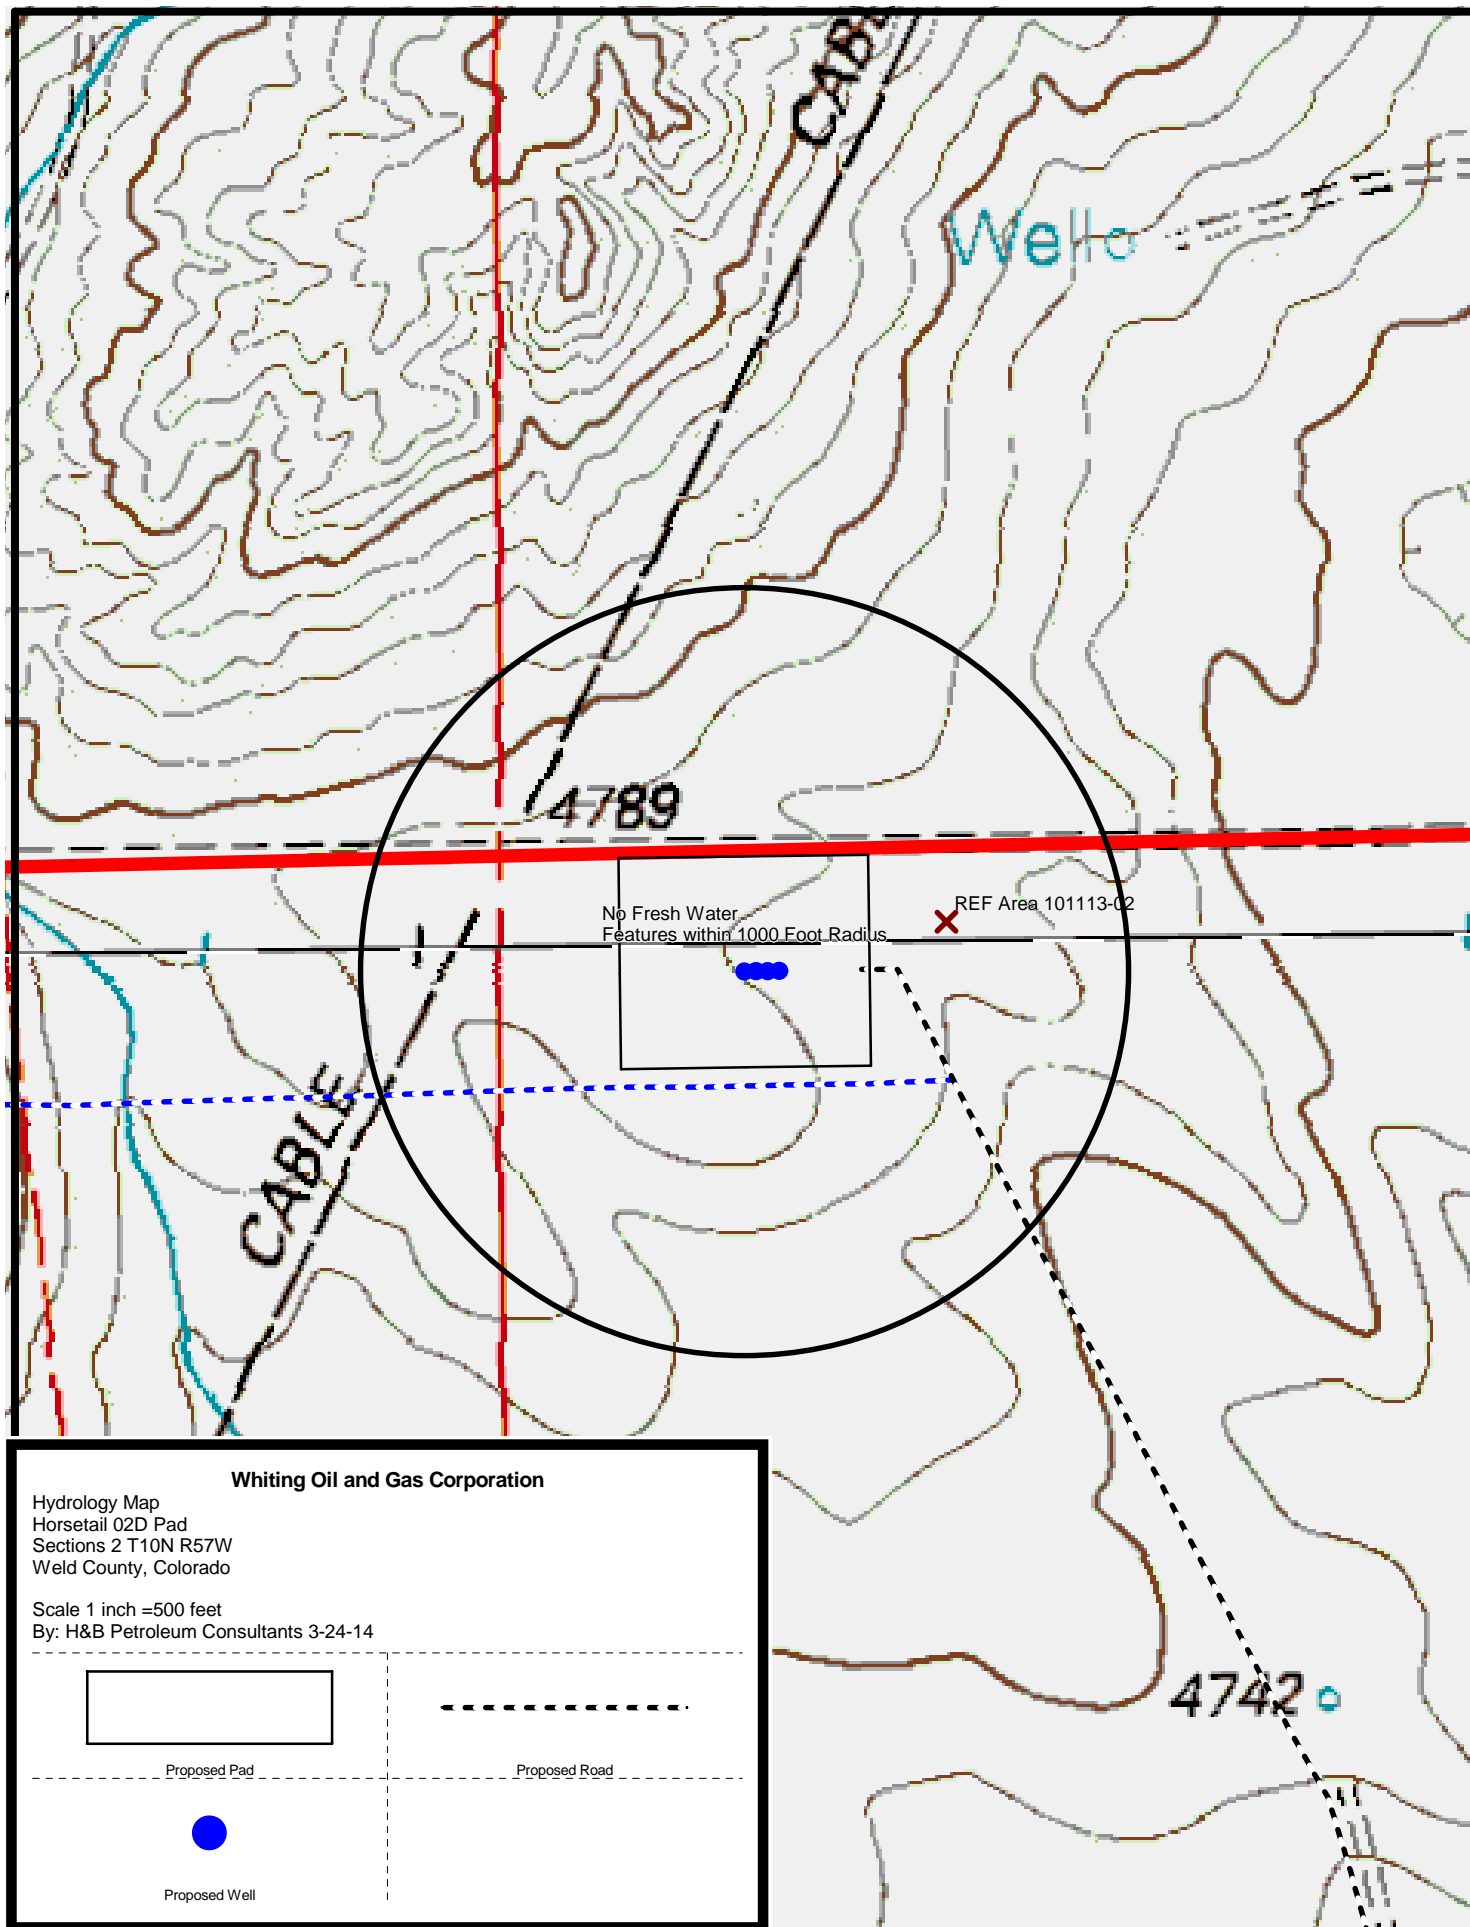 CABL
Well
4789
No Fresh Water
Features within 1000 Foot Radius
REF Area 101113-02
CABLE
4742
Whiting Oil and Gas Corporation
Hydrology Map
Horsetail 02D Pad
Sections 2 T10N R57W
Weld County, Colorado
Scale 1 inch =500 feet
By: H&B Petroleum Consultants 3-24-14
Proposed Pad
Proposed Road
Proposed Well